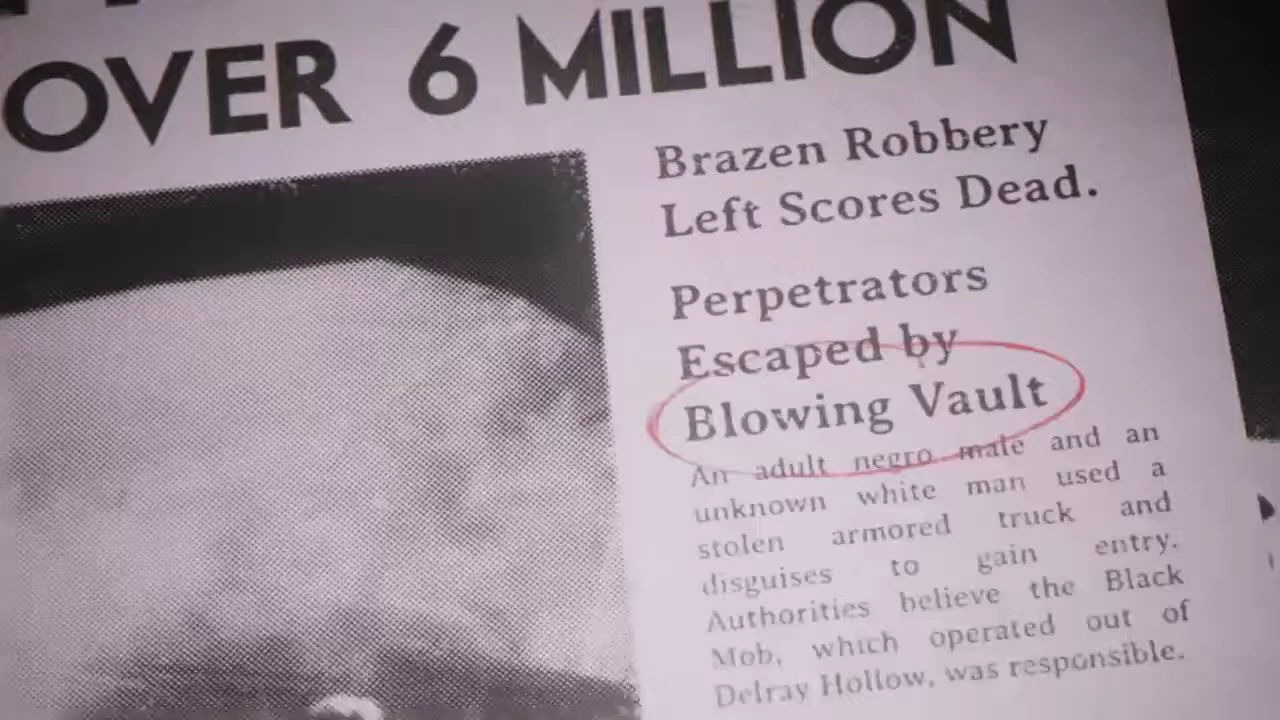 OVER 6 MILLION
Brazen Robbery
Left Scores Dead.
Perpetrators
Escaped by
Blowing Vault
An adult negro male and an
unknown white man used a
stolen armored truck and
disguises to gain entry.
Authorities believe the Black
Mob, which operated out of
Delray Hollow, was responsible.